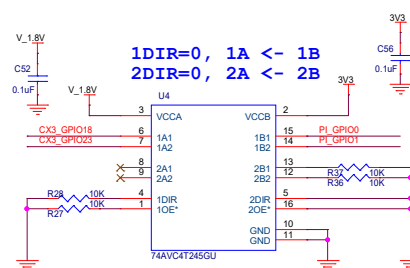 3V3
V_1.8V
1DIR=0, 1A <- 1B
C52
C56
2DIR=0, 2A <- 2B
0.1uF
0.1uF
V_1.8V
U4
3V3
3 VCCA VCCB 2
CX3_GPIO18 6 1A1 1B1 15 PI_GPIO0
CX3_GPIO23 7 1A2 1B2 14 PI_GPIO1
8 2A1 2B1 13 R37 10K
9 2A2 2B2 12 R36 10K
R28 10K 4 1DIR 2DIR 5
R27 10K 1 1OE* 2OE* 16
GND 10
GND 11
74AVC4T245GU